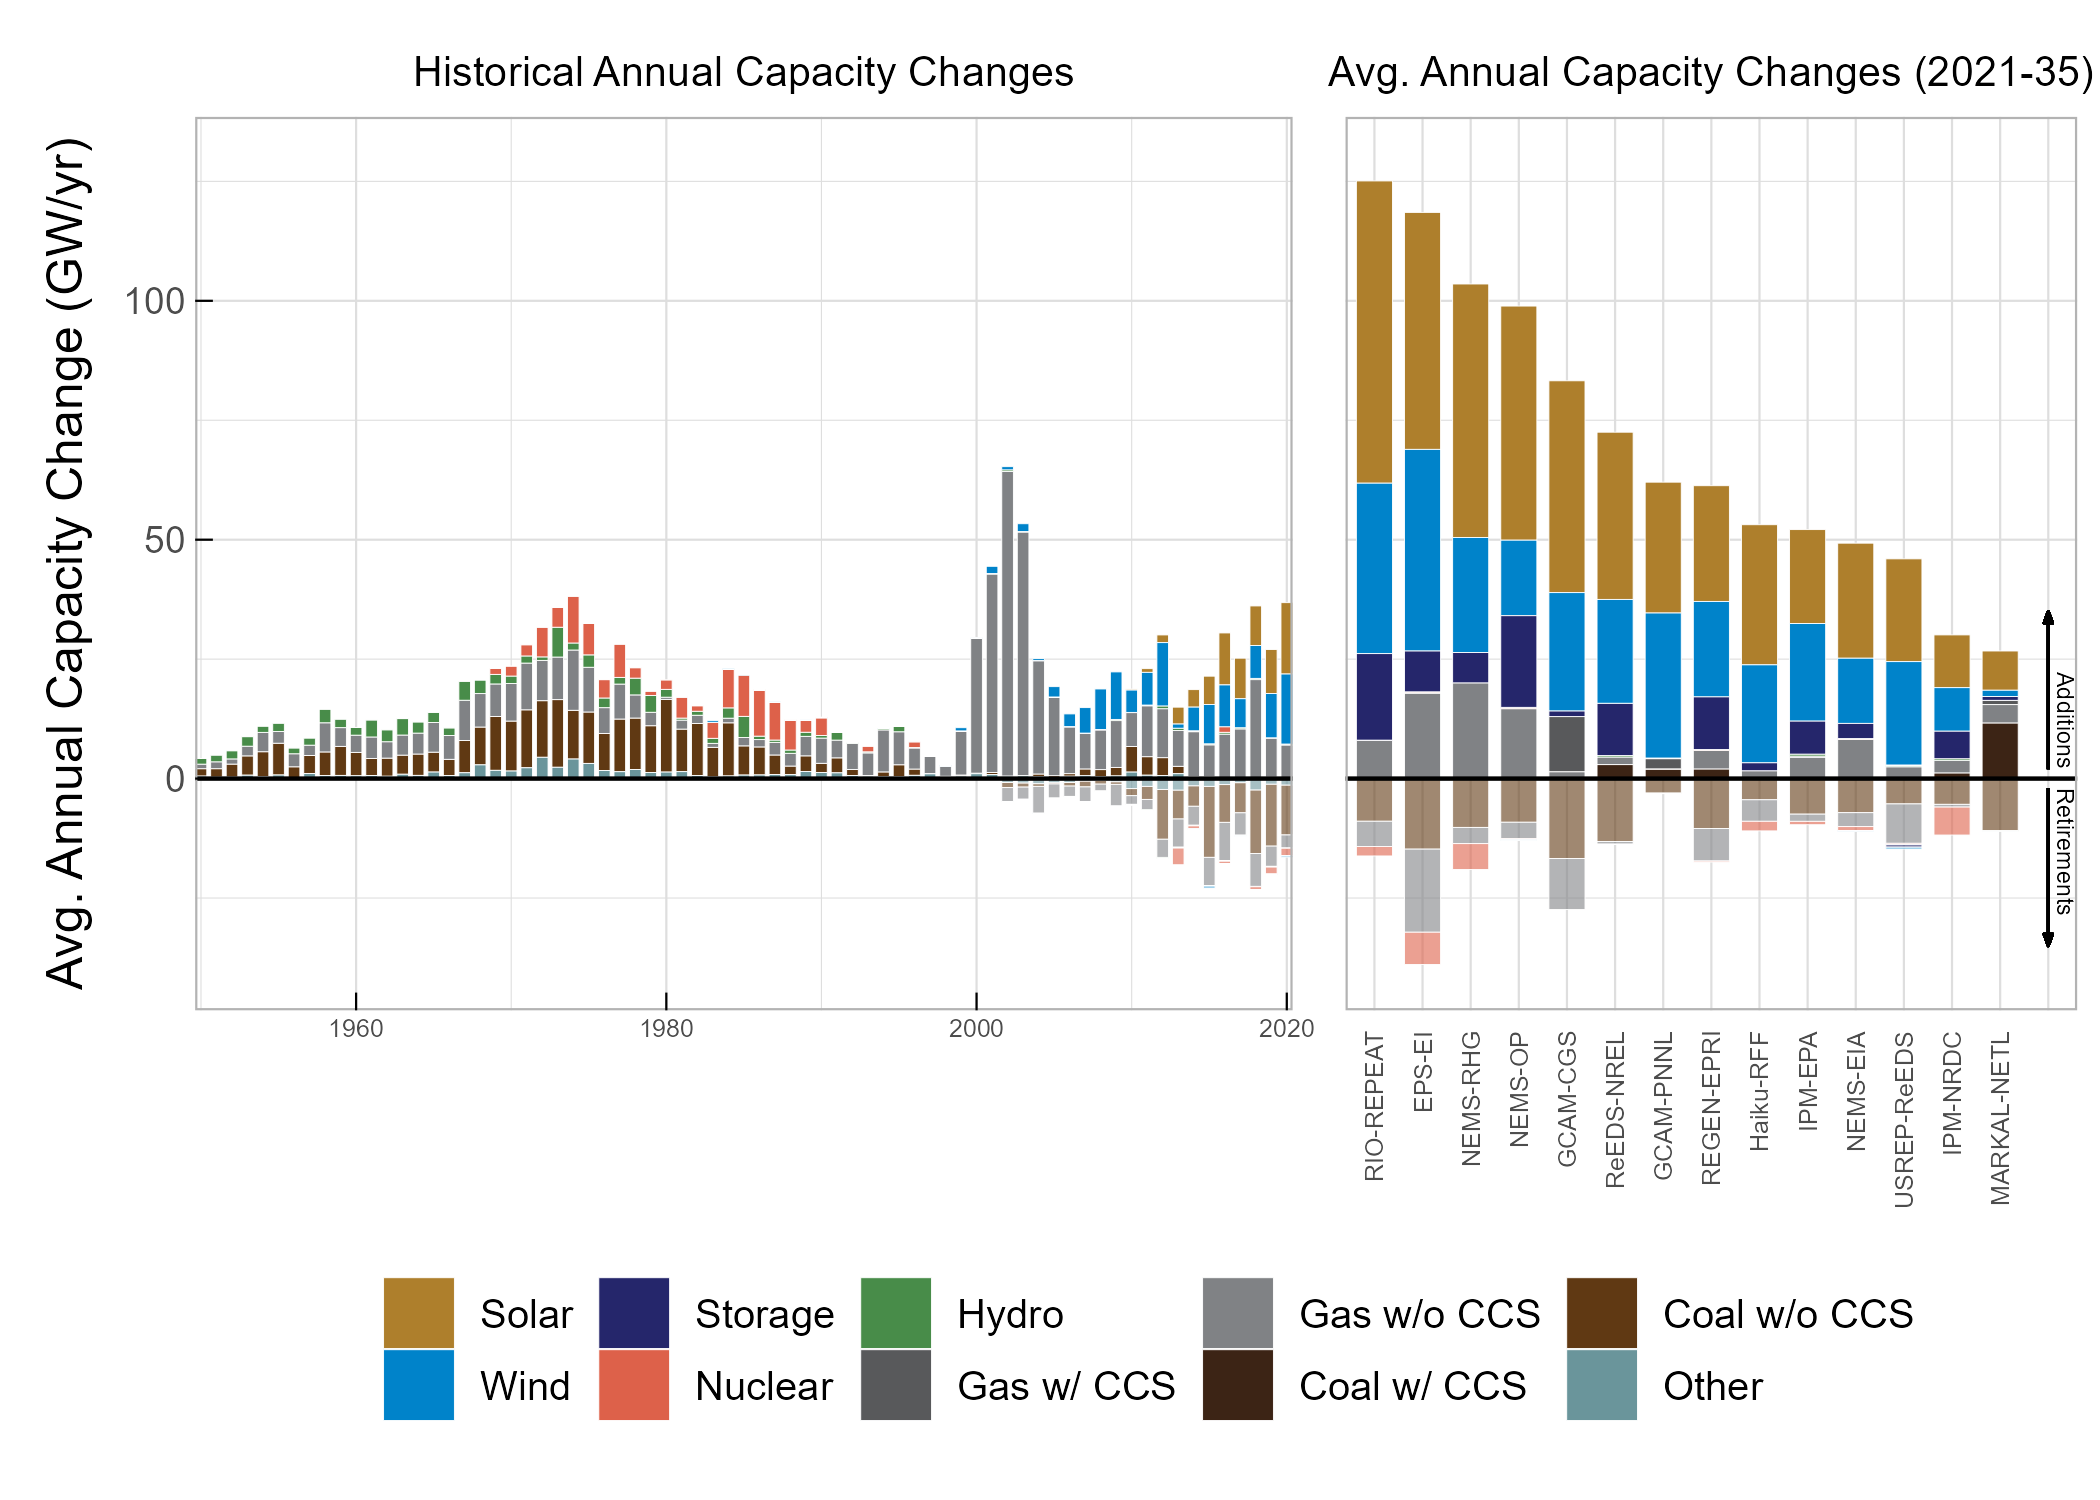 Historical Annual Capacity Changes
Avg. Annual Capacity Changes (2021-35)
Avg. Annual Capacity Change (GW/yr)
100
50
0
1960
1980
2000
2020
Additions
Retirements
RIO-REPEAT
EPS-EI
NEMS-RHG
NEMS-OP
GCAM-CGS
ReEDS-NREL
GCAM-PNNL
REGEN-EPRI
Haiku-RFF
IPM-EPA
NEMS-EIA
USREP-ReEDS
IPM-NRDC
MARKAL-NETL
Solar
Storage
Hydro
Gas w/o CCS
Coal w/o CCS
Wind
Nuclear
Gas w/ CCS
Coal w/ CCS
Other